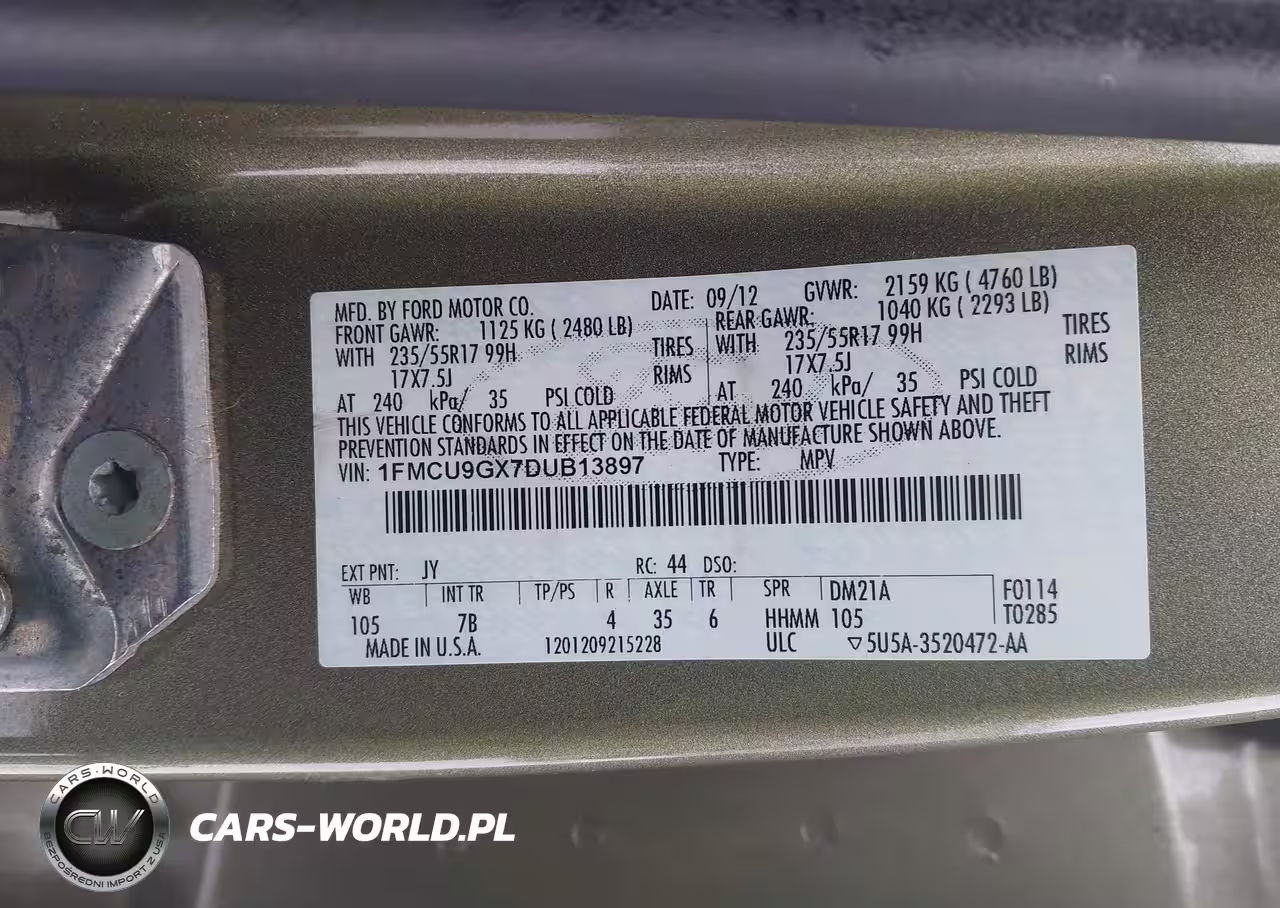 MFD. BY FORD MOTOR CO. DATE: 09/12 GVWR: 2159 KG ( 4760 LB)
FRONT GAWR: 1125 KG ( 2480 LB) REAR GAWR: 1040 KG ( 2293 LB)
WITH 235/55R17 99H TIRES WITH 235/55R17 99H TIRES
17X7.5J RIMS 17X7.5J RIMS
AT 240 kPa/ 35 PSI COLD AT 240 kPa/ 35 PSI COLD
THIS VEHICLE CONFORMS TO ALL APPLICABLE FEDERAL MOTOR VEHICLE SAFETY AND THEFT
PREVENTION STANDARDS IN EFFECT ON THE DATE OF MANUFACTURE SHOWN ABOVE.
VIN: 1FMCU9GX7DUB13897 TYPE: MPV
EXT PNT: JY RC: 44 DSO:
WB INT TR TP/PS R AXLE TR SPR DM21A F0114
105 7B 4 35 6 HHMM 105 T0285
MADE IN U.S.A. 1201209215228 ULC ▽5U5A-3520472-AA
CARS-WORLD
CW
BEZPOŚREDNI IMPORT Z USA
CARS-WORLD.PL